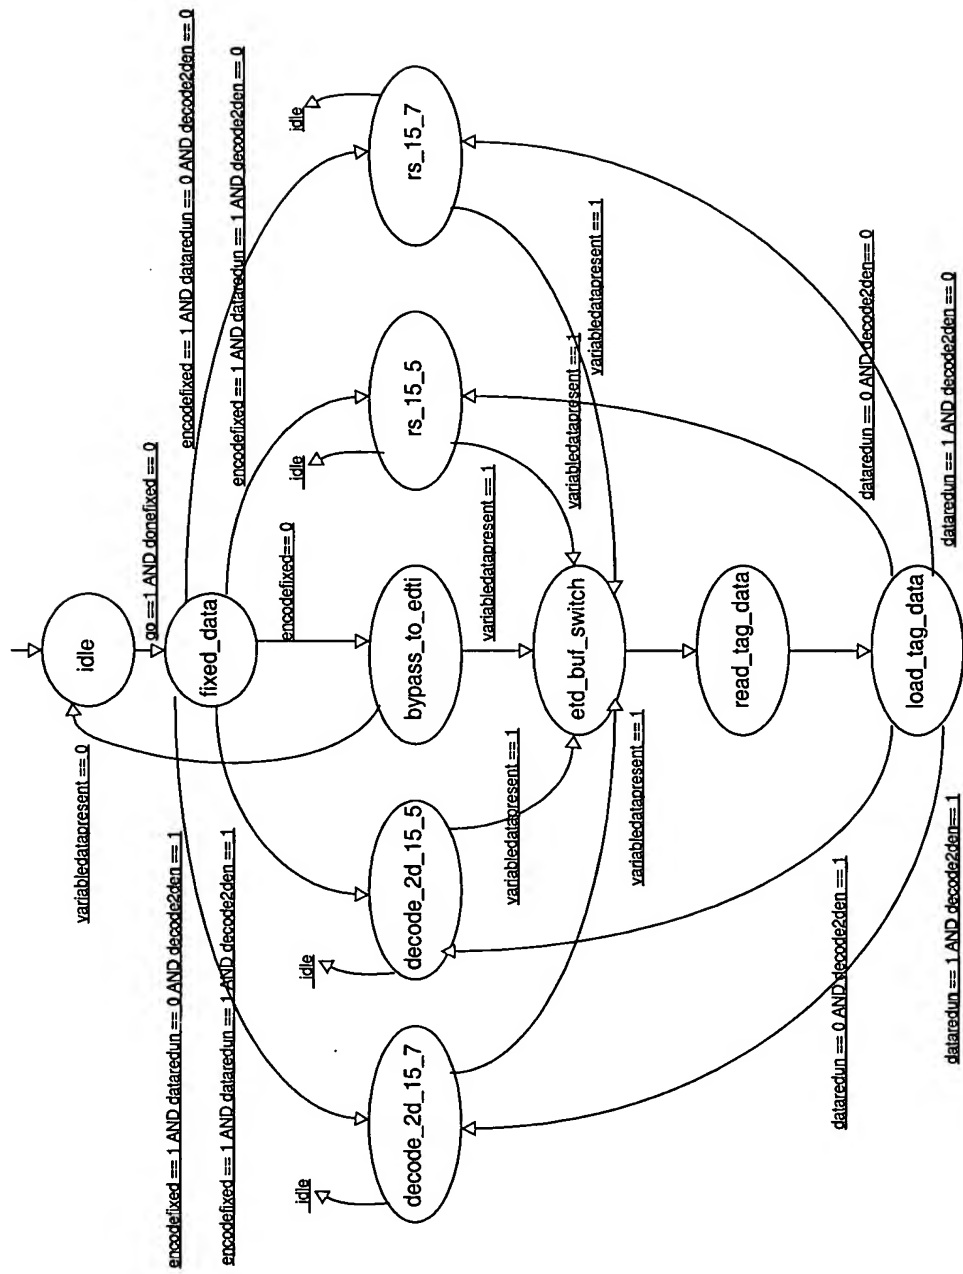 idle
go ==1 AND donefixed == 0
variabledatapresent == 0
fixed_data
encodefixed == 1 AND dataredun == 0 AND decode2den == 0
encodefixed == 1 AND dataredun == 1 AND decode2den == 0
encodefixed == 1 AND dataredun == 0 AND decode2den == 1
encodefixed == 1 AND dataredun == 1 AND decode2den == 1
encodefixed== 0
idle
idle
idle
idle
decode_2d_15_7
decode_2d_15_5
bypass_to_edti
rs_15_5
rs_15_7
variabledatapresent == 1
variabledatapresent == 1
variabledatapresent == 1
variabledatapresent == 1
variabledatapresent == 1
etd_buf_switch
read_tag_data
load_tag_data
dataredun == 0 AND decode2den == 1
dataredun == 1 AND decode2den== 1
dataredun == 0 AND decode2den== 0
dataredun == 1 AND decode2den == 0